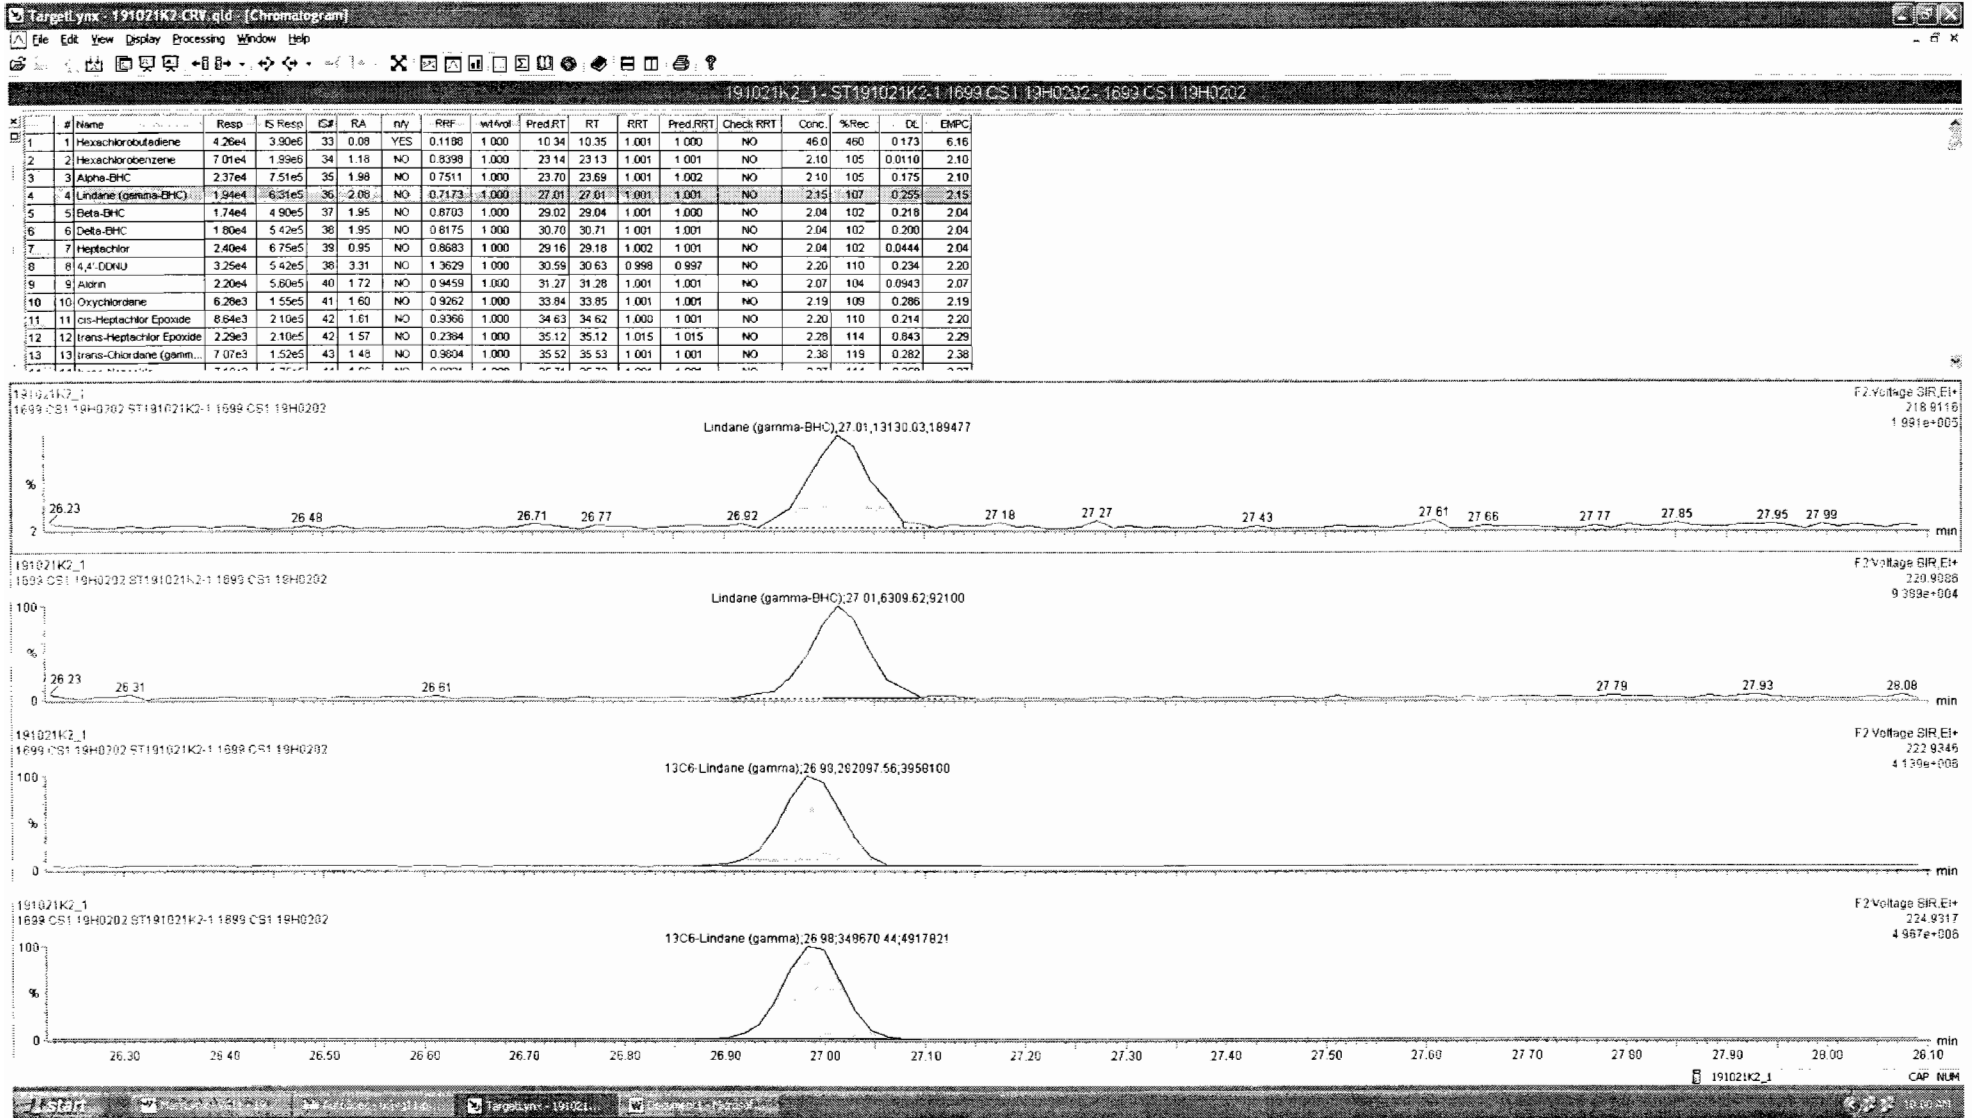 TargetLynx - 191021K2-CRV.qld - [Chromatogram]
File Edit View Display Processing Window Help
191021K2_1 - ST191021K2-1 1699 CS1 19H0202 - 1699 CS1 19H0202
# Name Resp IS Resp IS# RA n/y RRF wt/vol Pred.RT RT RRT Pred.RRT Check RRT Conc. %Rec DL EMPC
1 1 Hexachlorobutadiene 4.26e4 3.90e6 33 0.08 YES 0.1188 1.000 10.34 10.35 1.001 1.000 NO 46.0 460 0.173 6.16
2 2 Hexachlorobenzene 7.01e4 1.99e6 34 1.18 NO 0.8398 1.000 23.14 23.13 1.001 1.001 NO 2.10 105 0.0110 2.10
3 3 Alpha-BHC 2.37e4 7.51e5 35 1.98 NO 0.7511 1.000 23.70 23.69 1.001 1.002 NO 2.10 105 0.175 2.10
4 4 Lindane (gamma-BHC) 1.94e4 6.31e5 36 2.08 NO 0.7173 1.000 27.01 27.01 1.001 1.001 NO 2.15 107 0.255 2.15
5 5 Beta-BHC 1.74e4 4.90e5 37 1.95 NO 0.8703 1.000 29.02 29.04 1.001 1.000 NO 2.04 102 0.218 2.04
6 6 Delta-BHC 1.80e4 5.42e5 38 1.95 NO 0.8175 1.000 30.70 30.71 1.001 1.001 NO 2.04 102 0.200 2.04
7 7 Heptachlor 2.40e4 6.75e5 39 0.95 NO 0.8683 1.000 29.16 29.18 1.002 1.001 NO 2.04 102 0.0444 2.04
8 8 4,4'-DDNU 3.25e4 5.42e5 38 3.31 NO 1.3629 1.000 30.59 30.63 0.998 0.997 NO 2.20 110 0.234 2.20
9 9 Aldrin 2.20e4 5.60e5 40 1.72 NO 0.9459 1.000 31.27 31.28 1.001 1.001 NO 2.07 104 0.0943 2.07
10 10 Oxychlordane 6.28e3 1.55e5 41 1.60 NO 0.9262 1.000 33.84 33.85 1.001 1.001 NO 2.19 109 0.286 2.19
11 11 cis-Heptachlor Epoxide 8.64e3 2.10e5 42 1.61 NO 0.9366 1.000 34.63 34.62 1.000 1.001 NO 2.20 110 0.214 2.20
12 12 trans-Heptachlor Epoxide 2.29e3 2.10e5 42 1.57 NO 0.2384 1.000 35.12 35.12 1.015 1.015 NO 2.28 114 0.843 2.29
13 13 trans-Chlordane (gamm... 7.07e3 1.52e5 43 1.48 NO 0.9804 1.000 35.52 35.53 1.001 1.001 NO 2.38 119 0.282 2.38
191021K2_1
1699 CS1 19H0202 ST191021K2-1 1699 CS1 19H0202
F2:Voltage SIR,EI+
218.9116
1.991e+005
Lindane (gamma-BHC);27.01;13130.03;189477
%
26.23 26.48 26.71 26.77 26.92 27.18 27.27 27.43 27.61 27.66 27.77 27.85 27.95 27.99
2 min
191021K2_1
1699 CS1 19H0202 ST191021K2-1 1699 CS1 19H0202
F2:Voltage SIR,EI+
220.9086
9.389e+004
Lindane (gamma-BHC);27.01;6309.62;92100
100
%
26.23 26.31 26.61 27.79 27.93 28.08
0 min
191021K2_1
1699 CS1 19H0202 ST191021K2-1 1699 CS1 19H0202
F2:Voltage SIR,EI+
222.9346
4.139e+006
13C6-Lindane (gamma);26.98;282097.56;3958100
100
%
0 min
191021K2_1
1699 CS1 19H0202 ST191021K2-1 1699 CS1 19H0202
F2:Voltage SIR,EI+
224.9317
4.967e+006
13C6-Lindane (gamma);26.98;348670.44;4917821
100
%
0 min
26.30 26.40 26.50 26.60 26.70 26.80 26.90 27.00 27.10 27.20 27.30 27.40 27.50 27.60 27.70 27.80 27.90 28.00 28.10
191021K2_1 CAP NUM
start TargetLynx - 191021... 10:00 AM